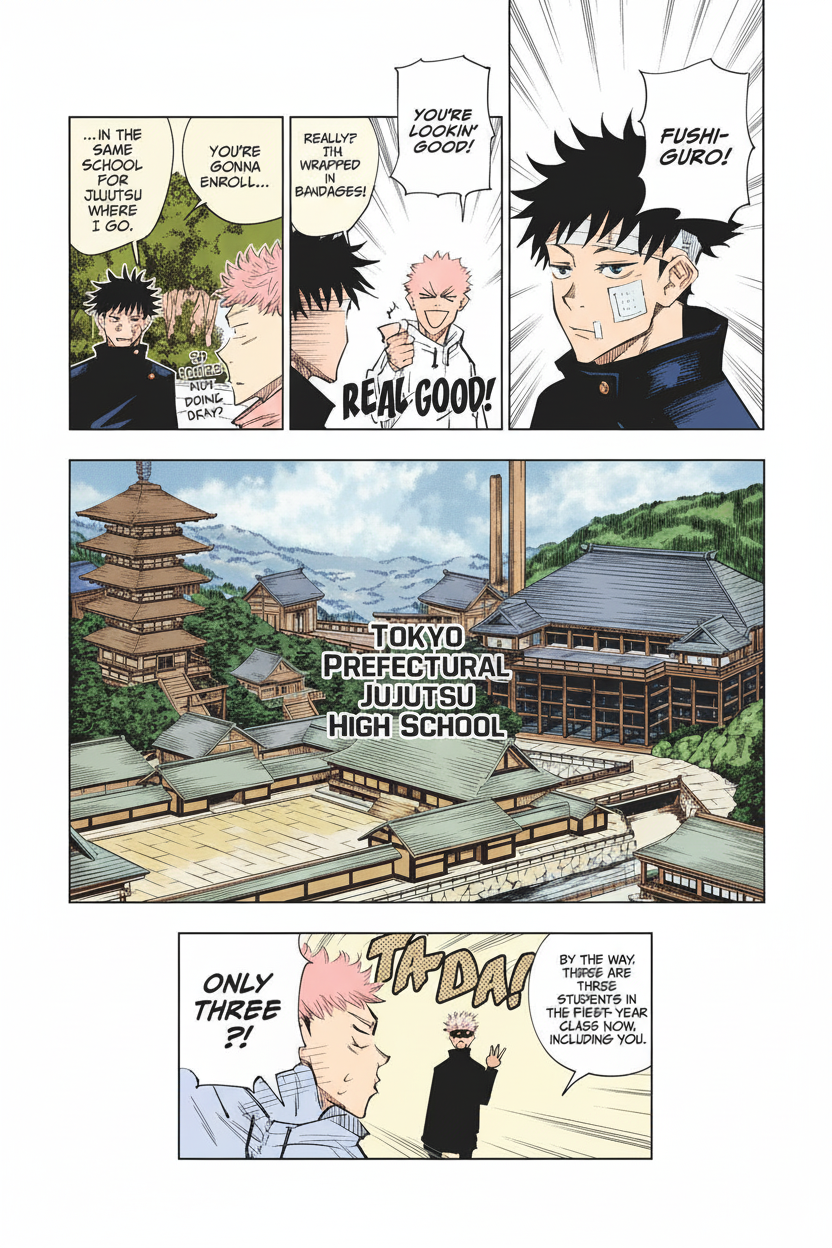 FUSHI-
GURO!
YOU'RE
LOOKIN'
GOOD!
REALLY?
WRAPPED
IN
BANDAGES!
REAL GOOD!
YOU'RE
GONNA
ENROLL...
...IN THE
SAME
SCHOOL
FOR
JUUUTSU
WHERE
I GO.
DOING
TOKYO
PREFECTURAL
JUJUTSU
HIGH SCHOOL
BY THE WAY,
ARE
STUDENTS IN
THE YEAR
CLASS NOW,
INCLUDING YOU.
TA-DA!
ONLY
THREE
?!